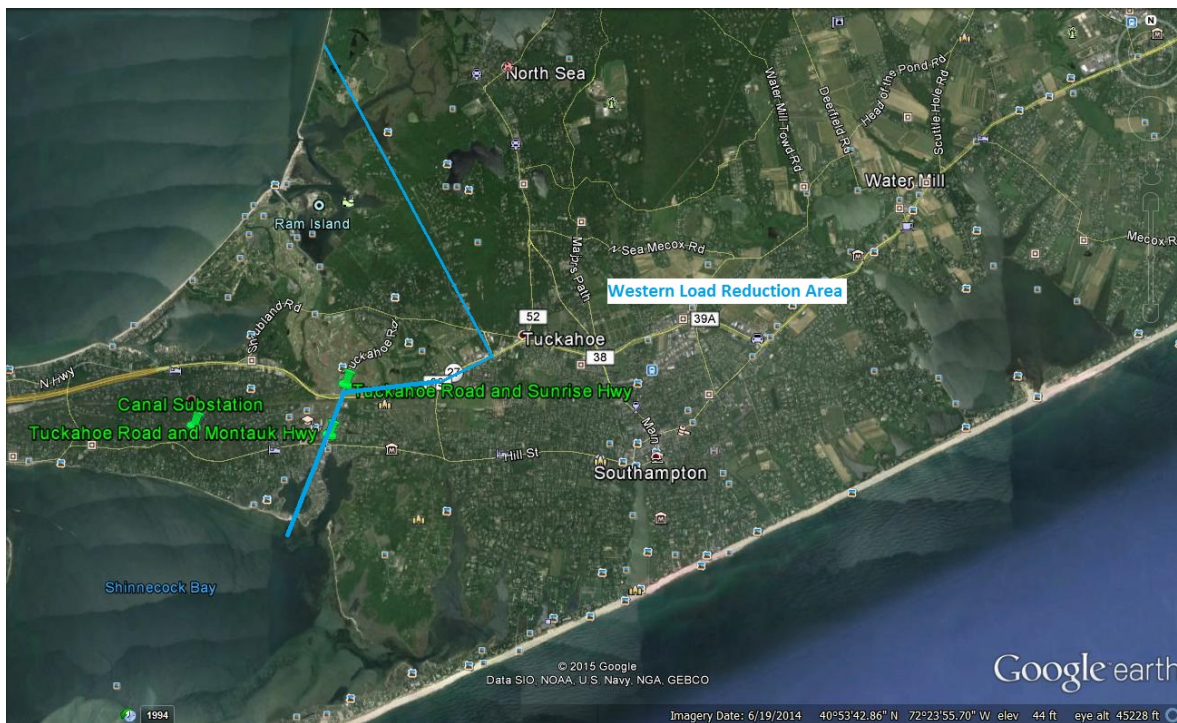 North Sea
Water Mill Towd Rd
Deerfield Rd
Head of the Pond Rd
Scuttle Hole Rd
N
Water Mill
Ram Island
Sea Mecox Rd
Mecox R
Majors Path
Western Load Reduction Area
Shrubland Rd
Tuckahoe Rd
52
39A
Tuckahoe
38
27
N Hwy
Tuckahoe Road and Sunrise Hwy
Canal Substation
Tuckahoe Road and Montauk Hwy
Main
Hill St
Southampton
Shinnecock Bay
© 2015 Google
Data SIO, NOAA, U.S. Navy, NGA, GEBCO
Google earth
1994
Imagery Date: 6/19/2014 40°53'42.86" N 72°23'55.70" W elev 44 ft eye alt 45228 ft